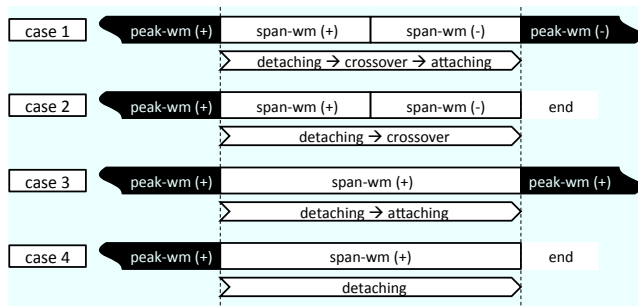 case 1 peak-wm (+) span-wm (+) span-wm (-) peak-wm (-)
detaching → crossover → attaching
case 2 peak-wm (+) span-wm (+) span-wm (-) end
detaching → crossover
case 3 peak-wm (+) span-wm (+) peak-wm (+)
detaching → attaching
case 4 peak-wm (+) span-wm (+) end
detaching